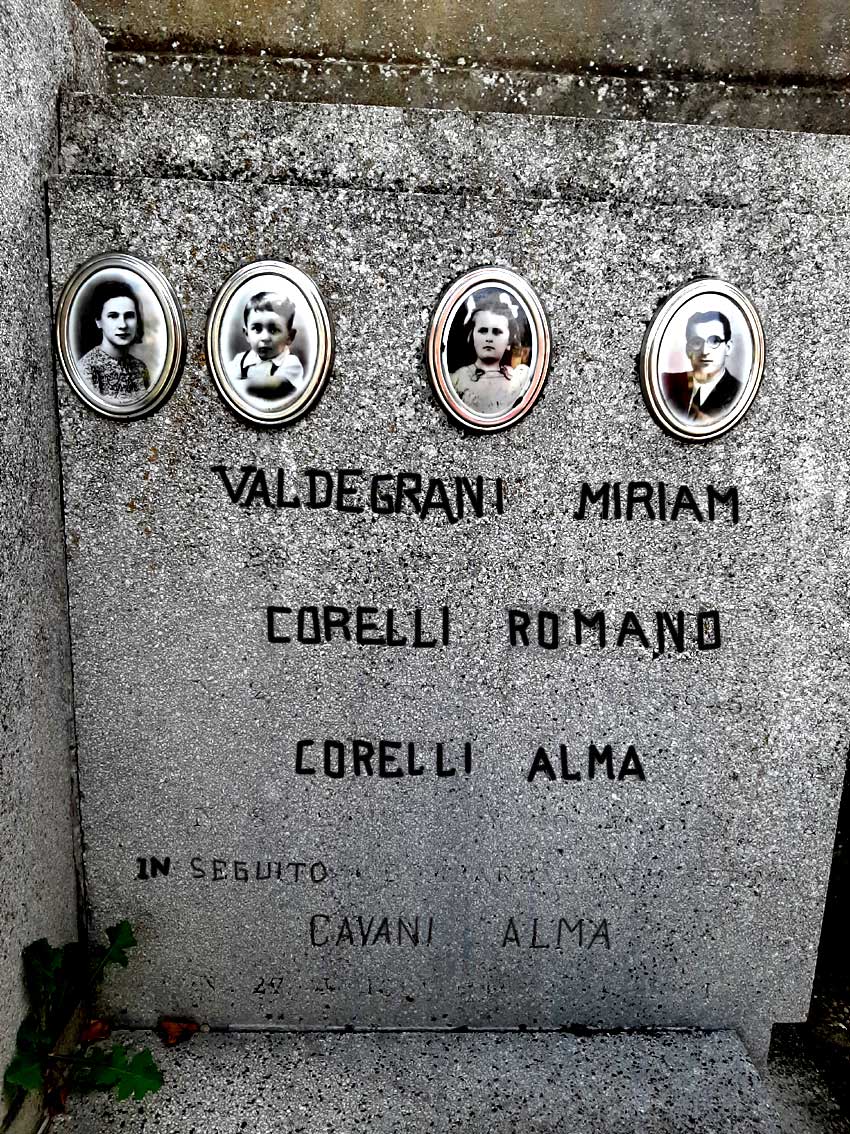 VALDEGRANI MIRIAM
CORELLI ROMANO
CORELLI ALMA
IN SEGUITO
CAVANI ALMA